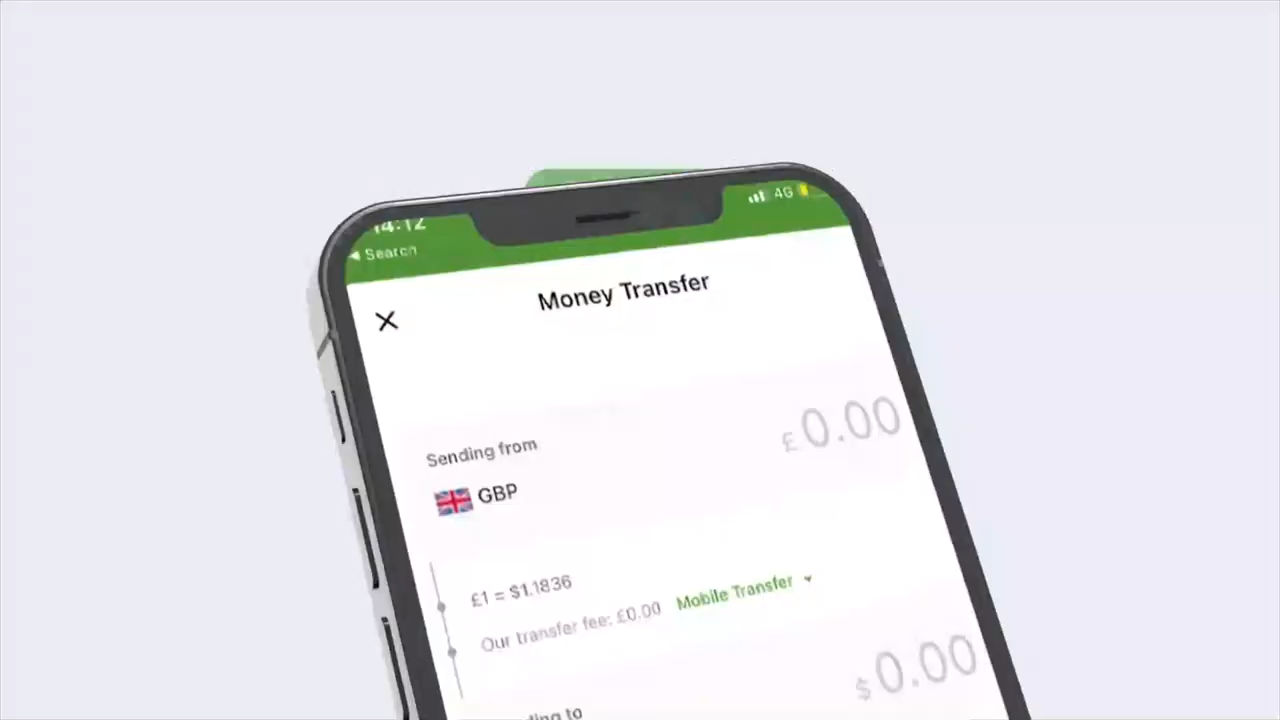 14:12
4G
Search
Money Transfer
£0.00
Sending from
GBP
£1 = $1.1836
Our transfer fee: £0.00 Mobile Transfer
$0.00
to